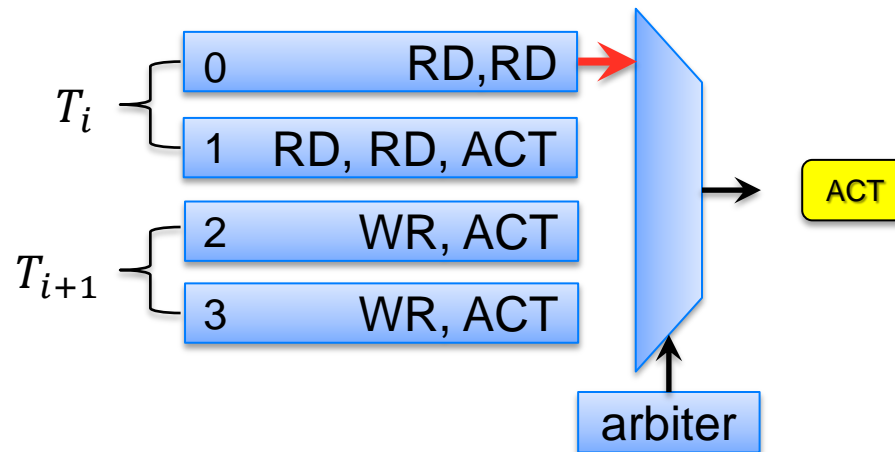 0 RD,RD
T_i
1 RD, RD, ACT
ACT
2 WR, ACT
T_{i+1}
3 WR, ACT
arbiter